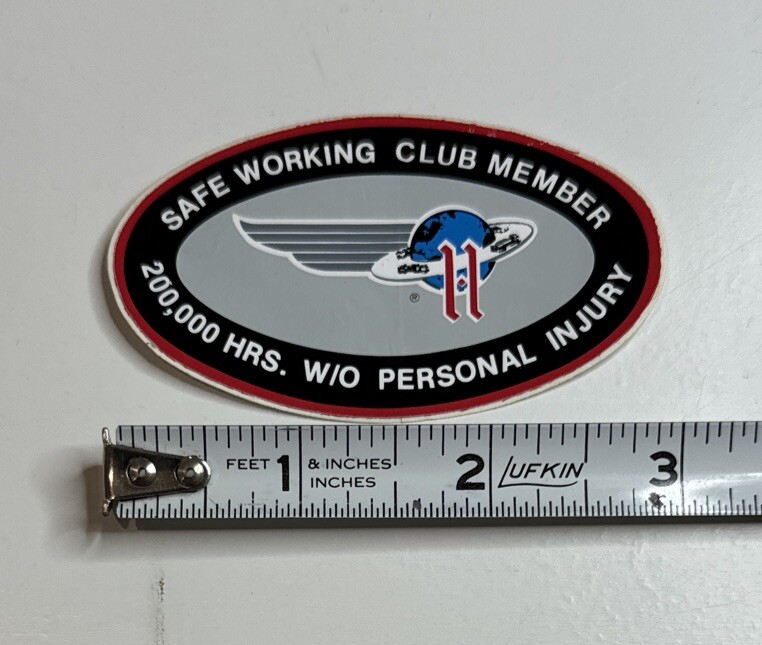 SAFE WORKING CLUB MEMBER
H
®
200,000 HRS. W/O PERSONAL INJURY
FEET 1 & INCHES 2 LUFKIN 3
INCHES